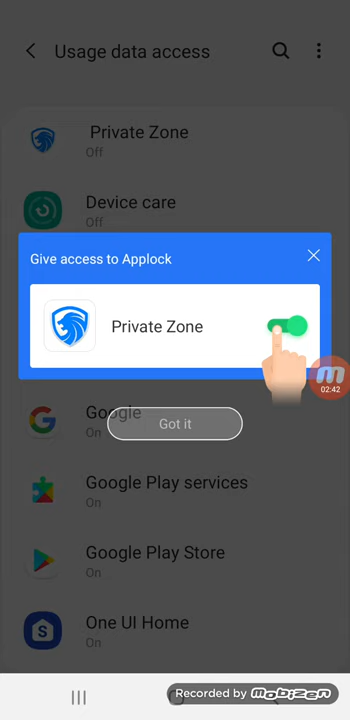 Usage data access
Private Zone
Off
Device care
Off
Give access to Applock
Private Zone
02:42
Google
On
Got it
Google Play services
On
Google Play Store
On
One UI Home
On
Recorded by mobizen